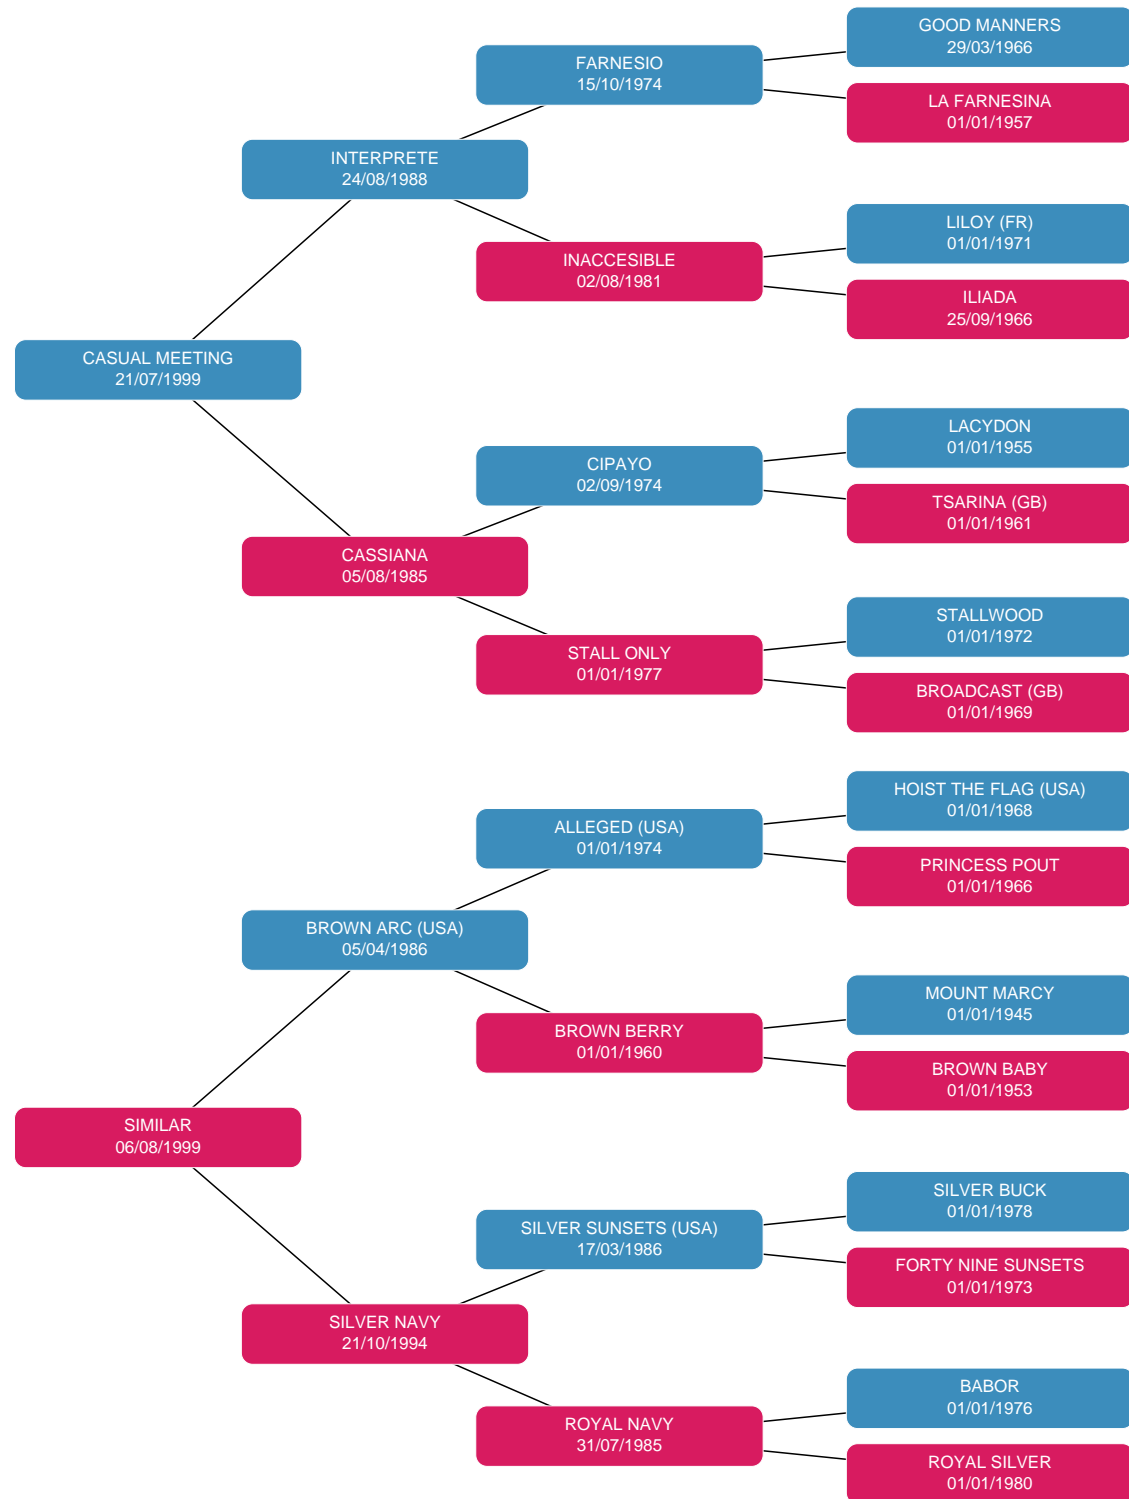 GOOD MANNERS
29/03/1966
FARNESIO
15/10/1974
LA FARNESINA
01/01/1957
INTERPRETE
24/08/1988
LILOY (FR)
01/01/1971
INACCESIBLE
02/08/1981
ILIADA
25/09/1966
CASUAL MEETING
21/07/1999
LACYDON
01/01/1955
CIPAYO
02/09/1974
TSARINA (GB)
01/01/1961
CASSIANA
05/08/1985
STALLWOOD
01/01/1972
STALL ONLY
01/01/1977
BROADCAST (GB)
01/01/1969
HOIST THE FLAG (USA)
01/01/1968
ALLEGED (USA)
01/01/1974
PRINCESS POUT
01/01/1966
BROWN ARC (USA)
05/04/1986
MOUNT MARCY
01/01/1945
BROWN BERRY
01/01/1960
BROWN BABY
01/01/1953
SIMILAR
06/08/1999
SILVER BUCK
01/01/1978
SILVER SUNSETS (USA)
17/03/1986
FORTY NINE SUNSETS
01/01/1973
SILVER NAVY
21/10/1994
BABOR
01/01/1976
ROYAL NAVY
31/07/1985
ROYAL SILVER
01/01/1980